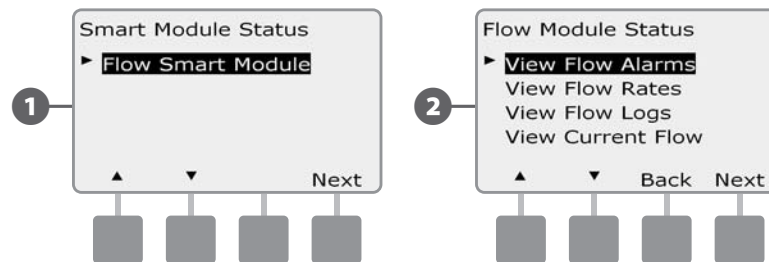 1
Smart Module Status
► Flow Smart Module
▲ ▼ Next
2
Flow Module Status
► View Flow Alarms
View Flow Rates
View Flow Logs
View Current Flow
▲ ▼ Back Next